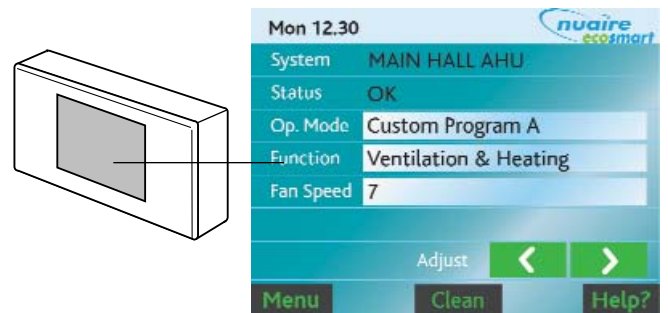 Mon 12.30
nuaire
ecosmart
System MAIN HALL AHU
Status OK
Op. Mode Custom Program A
Function Ventilation & Heating
Fan Speed 7
Adjust < >
Menu Clean Help?